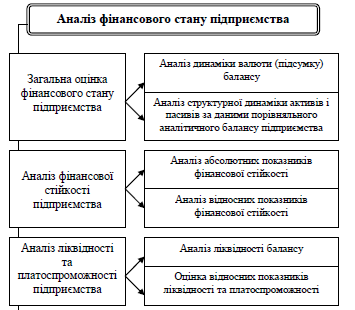 Аналіз фінансового стану підприємства
Загальна оцінка
фінансового стану
підприємства
Аналіз динаміки валюти (підсумку)
балансу
Аналіз структурної динаміки активів і
пасивів за даними порівняльного
аналітичного балансу підприємства
Аналіз фінансової
стійкості
підприємства
Аналіз абсолютних показників
фінансової стійкості
Аналіз відносних показників
фінансової стійкості
Аналіз ліквідності
та
платоспроможності
підприємства
Аналіз ліквідності балансу
Оцінка відносних показників
ліквідності та платоспроможності